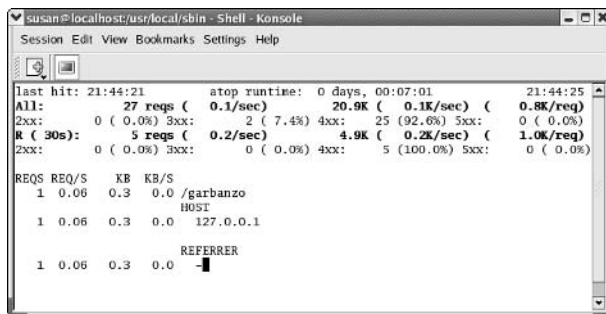 susan@localhost:/usr/local/sbin - Shell - Konsole
Session Edit View Bookmarks Settings Help
last hit: 21:44:21 atop runtime: 0 days, 00:07:01 21:44:25
All: 27 reqs ( 0.1/sec) 20.9K ( 0.1K/sec) ( 0.8K/req)
2xx: 0 ( 0.0%) 3xx: 2 ( 7.4%) 4xx: 25 (92.6%) 5xx: 0 ( 0.0%)
R ( 30s): 5 reqs ( 0.2/sec) 4.9K ( 0.2K/sec) ( 1.0K/req)
2xx: 0 ( 0.0%) 3xx: 0 ( 0.0%) 4xx: 5 (100.0%) 5xx: 0 ( 0.0%)
REQS REQ/S KB KB/S
1 0.06 0.3 0.0 /garbanzo
HOST
1 0.06 0.3 0.0 127.0.0.1
REFERRER
1 0.06 0.3 0.0 -